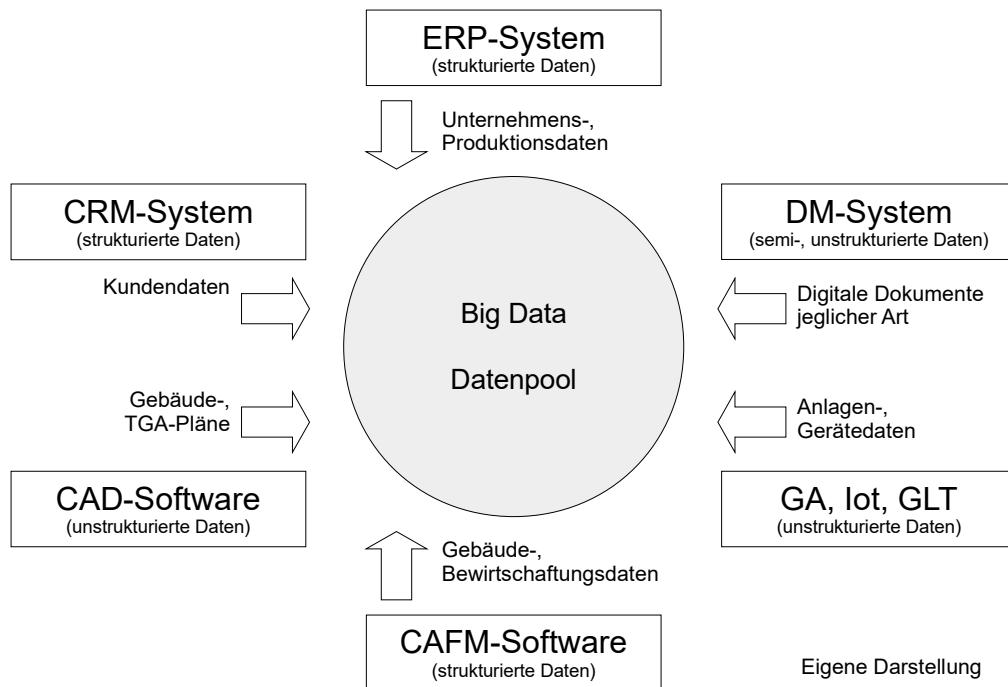 ERP-System
(strukturierte Daten)
Unternehmens-,
Produktionsdaten
CRM-System
(strukturierte Daten)
DM-System
(semi-, unstrukturierte Daten)
Kundendaten
Digitale Dokumente
jeglicher Art
Big Data
Datenpool
Gebäude-,
TGA-Pläne
Anlagen-,
Gerätedaten
CAD-Software
(unstrukturierte Daten)
GA, Iot, GLT
(unstrukturierte Daten)
Gebäude-,
Bewirtschaftungsdaten
CAFM-Software
(strukturierte Daten)
Eigene Darstellung